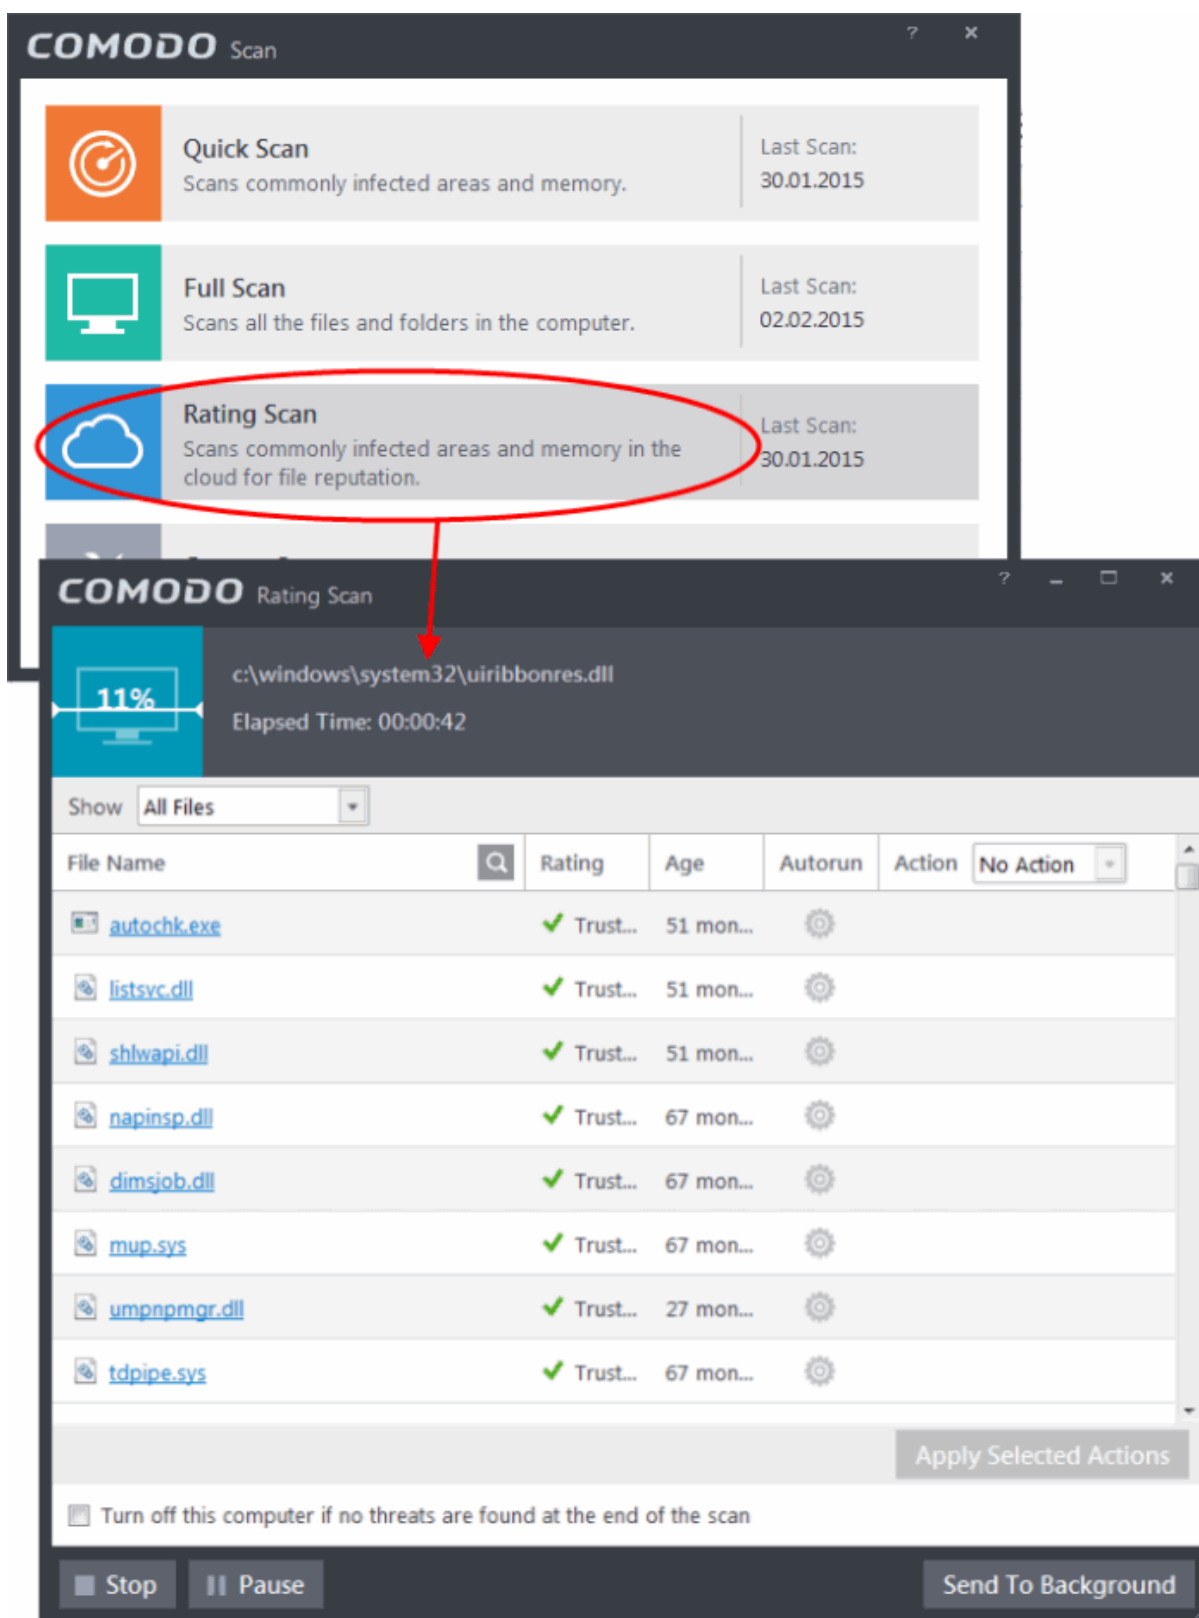 COMODO Scan ? ×
Quick Scan
Scans commonly infected areas and memory.
Last Scan:
30.01.2015
Full Scan
Scans all the files and folders in the computer.
Last Scan:
02.02.2015
Rating Scan
Scans commonly infected areas and memory in the
cloud for file reputation.
Last Scan:
30.01.2015
COMODO Rating Scan ?
11%
c:\windows\system32\uiribbonres.dll
Elapsed Time: 00:00:42
Show All Files
File Name Rating Age Autorun Action No Action
autochk.exe Trust... 51 mon...
listsvc.dll Trust... 51 mon...
shlwapi.dll Trust... 51 mon...
napinsp.dll Trust... 67 mon...
dimsjob.dll Trust... 67 mon...
mup.sys Trust... 67 mon...
umpnpmgr.dll Trust... 27 mon...
tdpipe.sys Trust... 67 mon...
Apply Selected Actions
Turn off this computer if no threats are found at the end of the scan
Stop Pause Send To Background